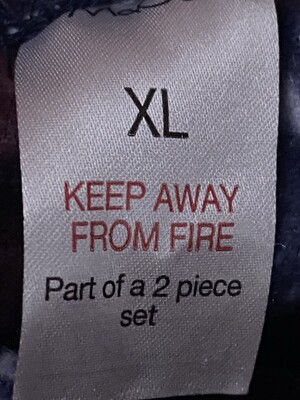 XL
KEEP AWAY
FROM FIRE
Part of a 2 piece
set